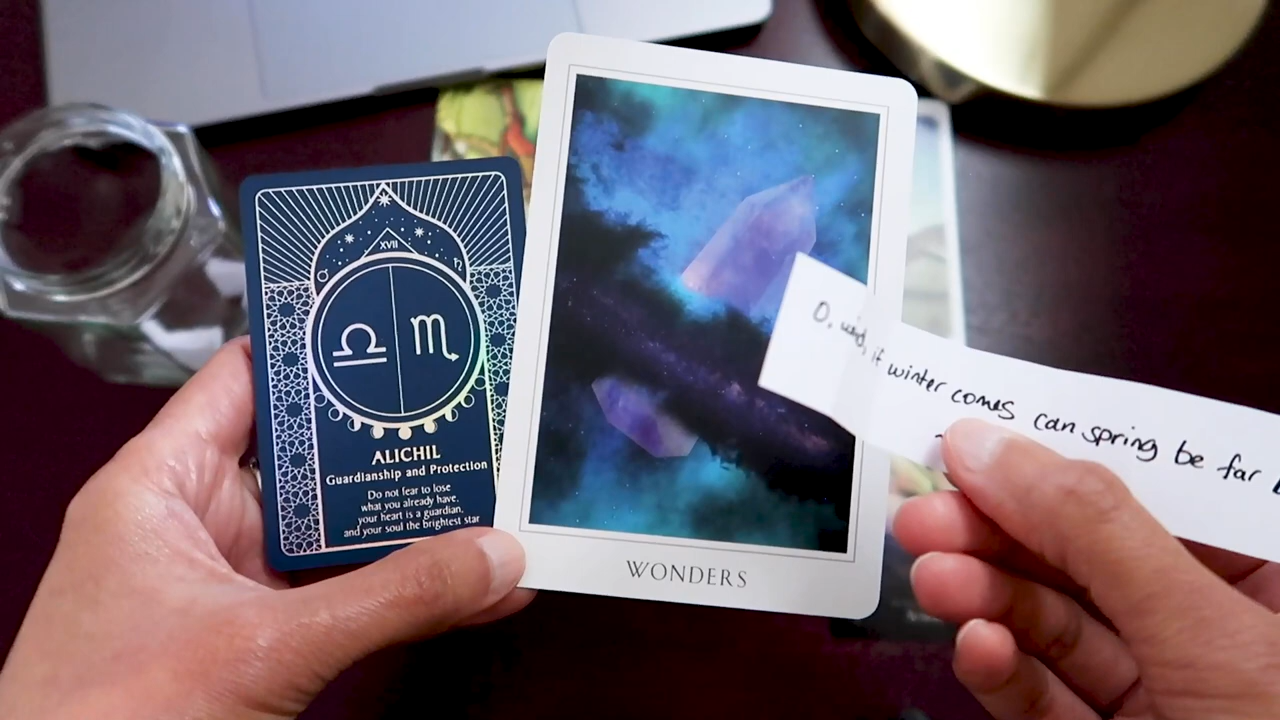 XVII
ALICHIL
Guardianship and Protection
Do not fear to lose
what you already have,
your heart is a guardian,
and your soul the brightest star
WONDERS
O, wind, if winter comes can spring be far